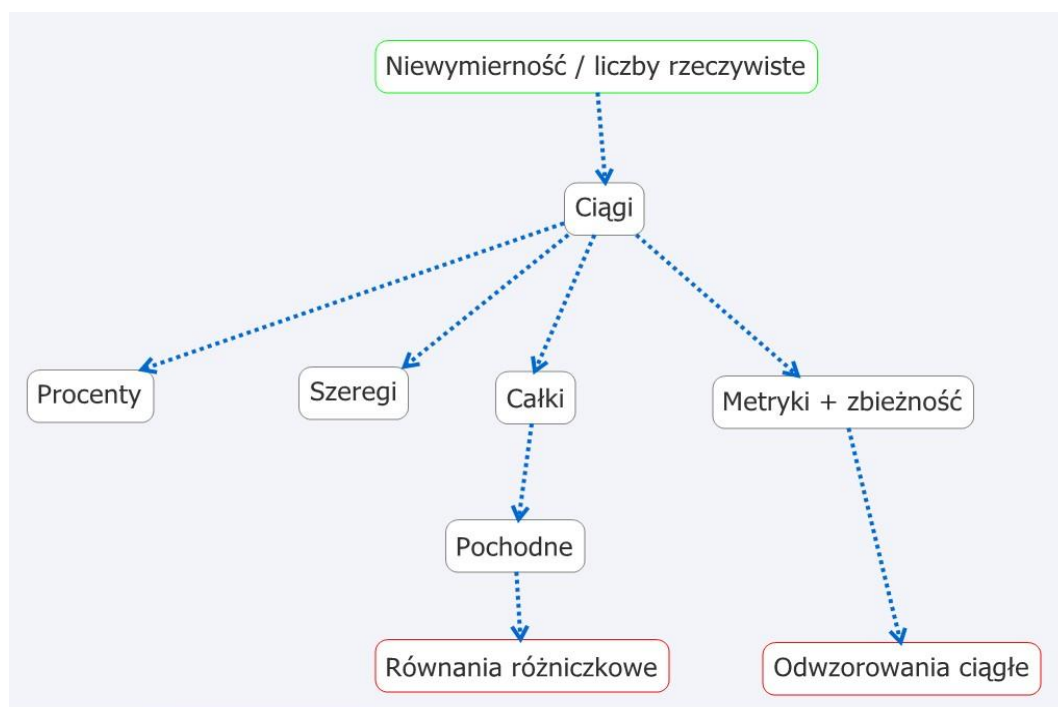 Niewymierność / liczby rzeczywiste
Ciągi
Procenty
Szeregi
Całki
Metryki + zbieżność
Pochodne
Równania różniczkowe
Odwzorowania ciągłe